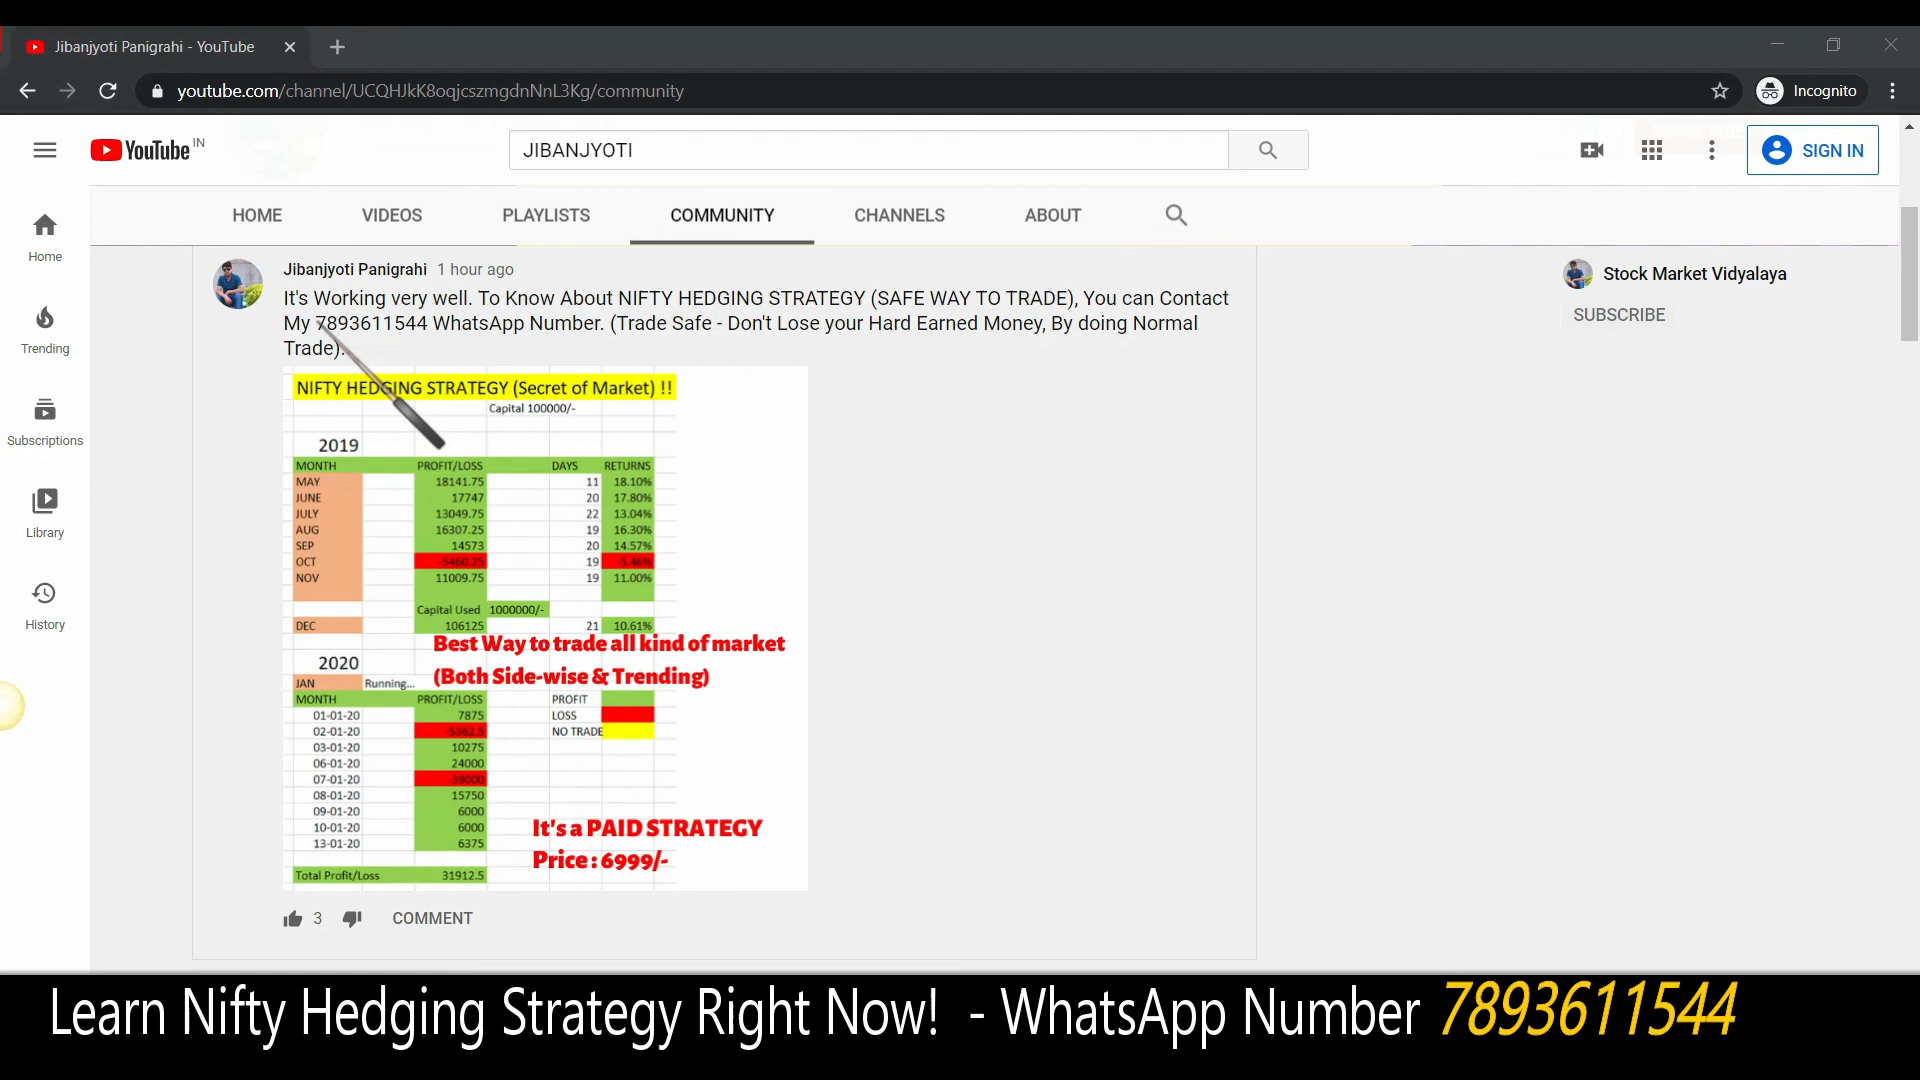 Jibanjyoti Panigrahi - YouTube
youtube.com/channel/UCQHJkK8oqjcszmgdnNnL3Kg/community
Incognito
YouTube IN
JIBANJYOTI
SIGN IN
HOME VIDEOS PLAYLISTS COMMUNITY CHANNELS ABOUT
Home
Trending
Subscriptions
Library
History
Jibanjyoti Panigrahi 1 hour ago
It's Working very well. To Know About NIFTY HEDGING STRATEGY (SAFE WAY TO TRADE), You can Contact
My 7893611544 WhatsApp Number. (Trade Safe - Don't Lose your Hard Earned Money, By doing Normal
Trade).
NIFTY HEDGING STRATEGY (Secret of Market) !!
Capital 100000/-
2019
MONTH PROFIT/LOSS DAYS RETURNS
MAY 18141.75 11 18.10%
JUNE 17747 20 17.80%
JULY 13049.75 22 13.04%
AUG 16307.25 19 16.30%
SEP 14573 20 14.57%
OCT -5460.25 19 -5.46%
NOV 11009.75 19 11.00%
Capital Used 1000000/-
DEC 106125 21 10.61%
Best Way to trade all kind of market
(Both Side-wise & Trending)
2020
JAN Running...
MONTH PROFIT/LOSS PROFIT
01-01-20 7875 LOSS
02-01-20 -5362.5 NO TRADE
03-01-20 10275
06-01-20 24000
07-01-20 -39000
08-01-20 15750
09-01-20 6000
10-01-20 6000
13-01-20 6375
It's a PAID STRATEGY
Price : 6999/-
Total Profit/Loss 31912.5
3 COMMENT
Stock Market Vidyalaya
SUBSCRIBE
Learn Nifty Hedging Strategy Right Now! - WhatsApp Number 7893611544